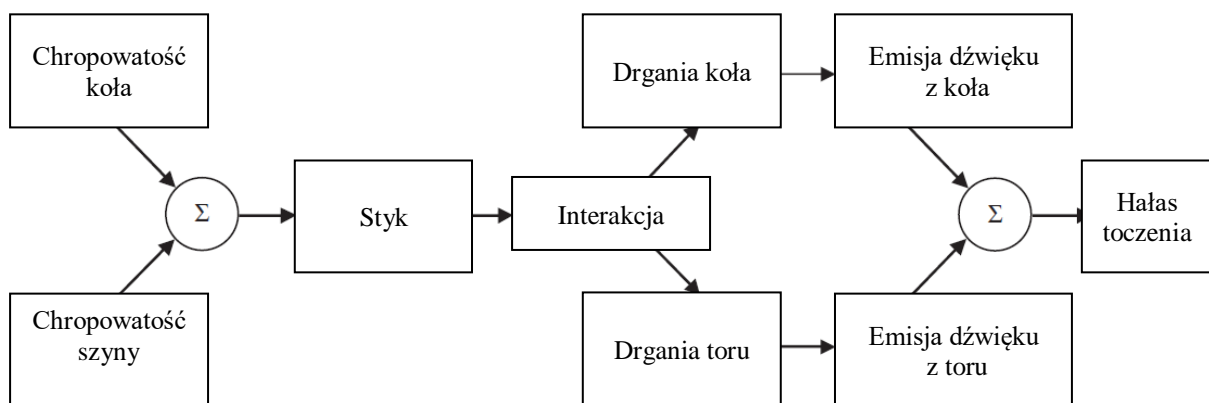 Chropowatość
koła
Σ
Chropowatość
szyny
Styk
Interakcja
Drgania koła
Emisja dźwięku
z koła
Drgania toru
Emisja dźwięku
z toru
Σ
Hałas
toczenia